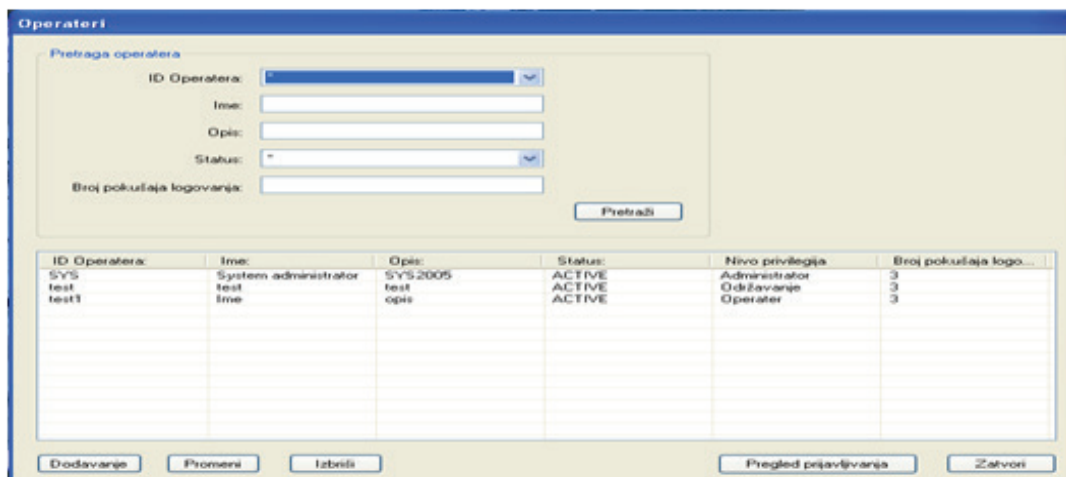 Operateri
Pretraga operatera
ID Operatera: *
Ime:
Opis:
Status: *
Broj pokušaja logovanja:
Pretraži
ID Operatera: Ime: Opis: Status: Nivo privilegija Broj pokušaja logo...
SYS System administrator SYS2005 ACTIVE Administrator 3
test test test ACTIVE Održavanje 3
test1 Ime opis ACTIVE Operater 3
Dodavanje Promeni Izbriši Pregled prijavljivanja Zatvori